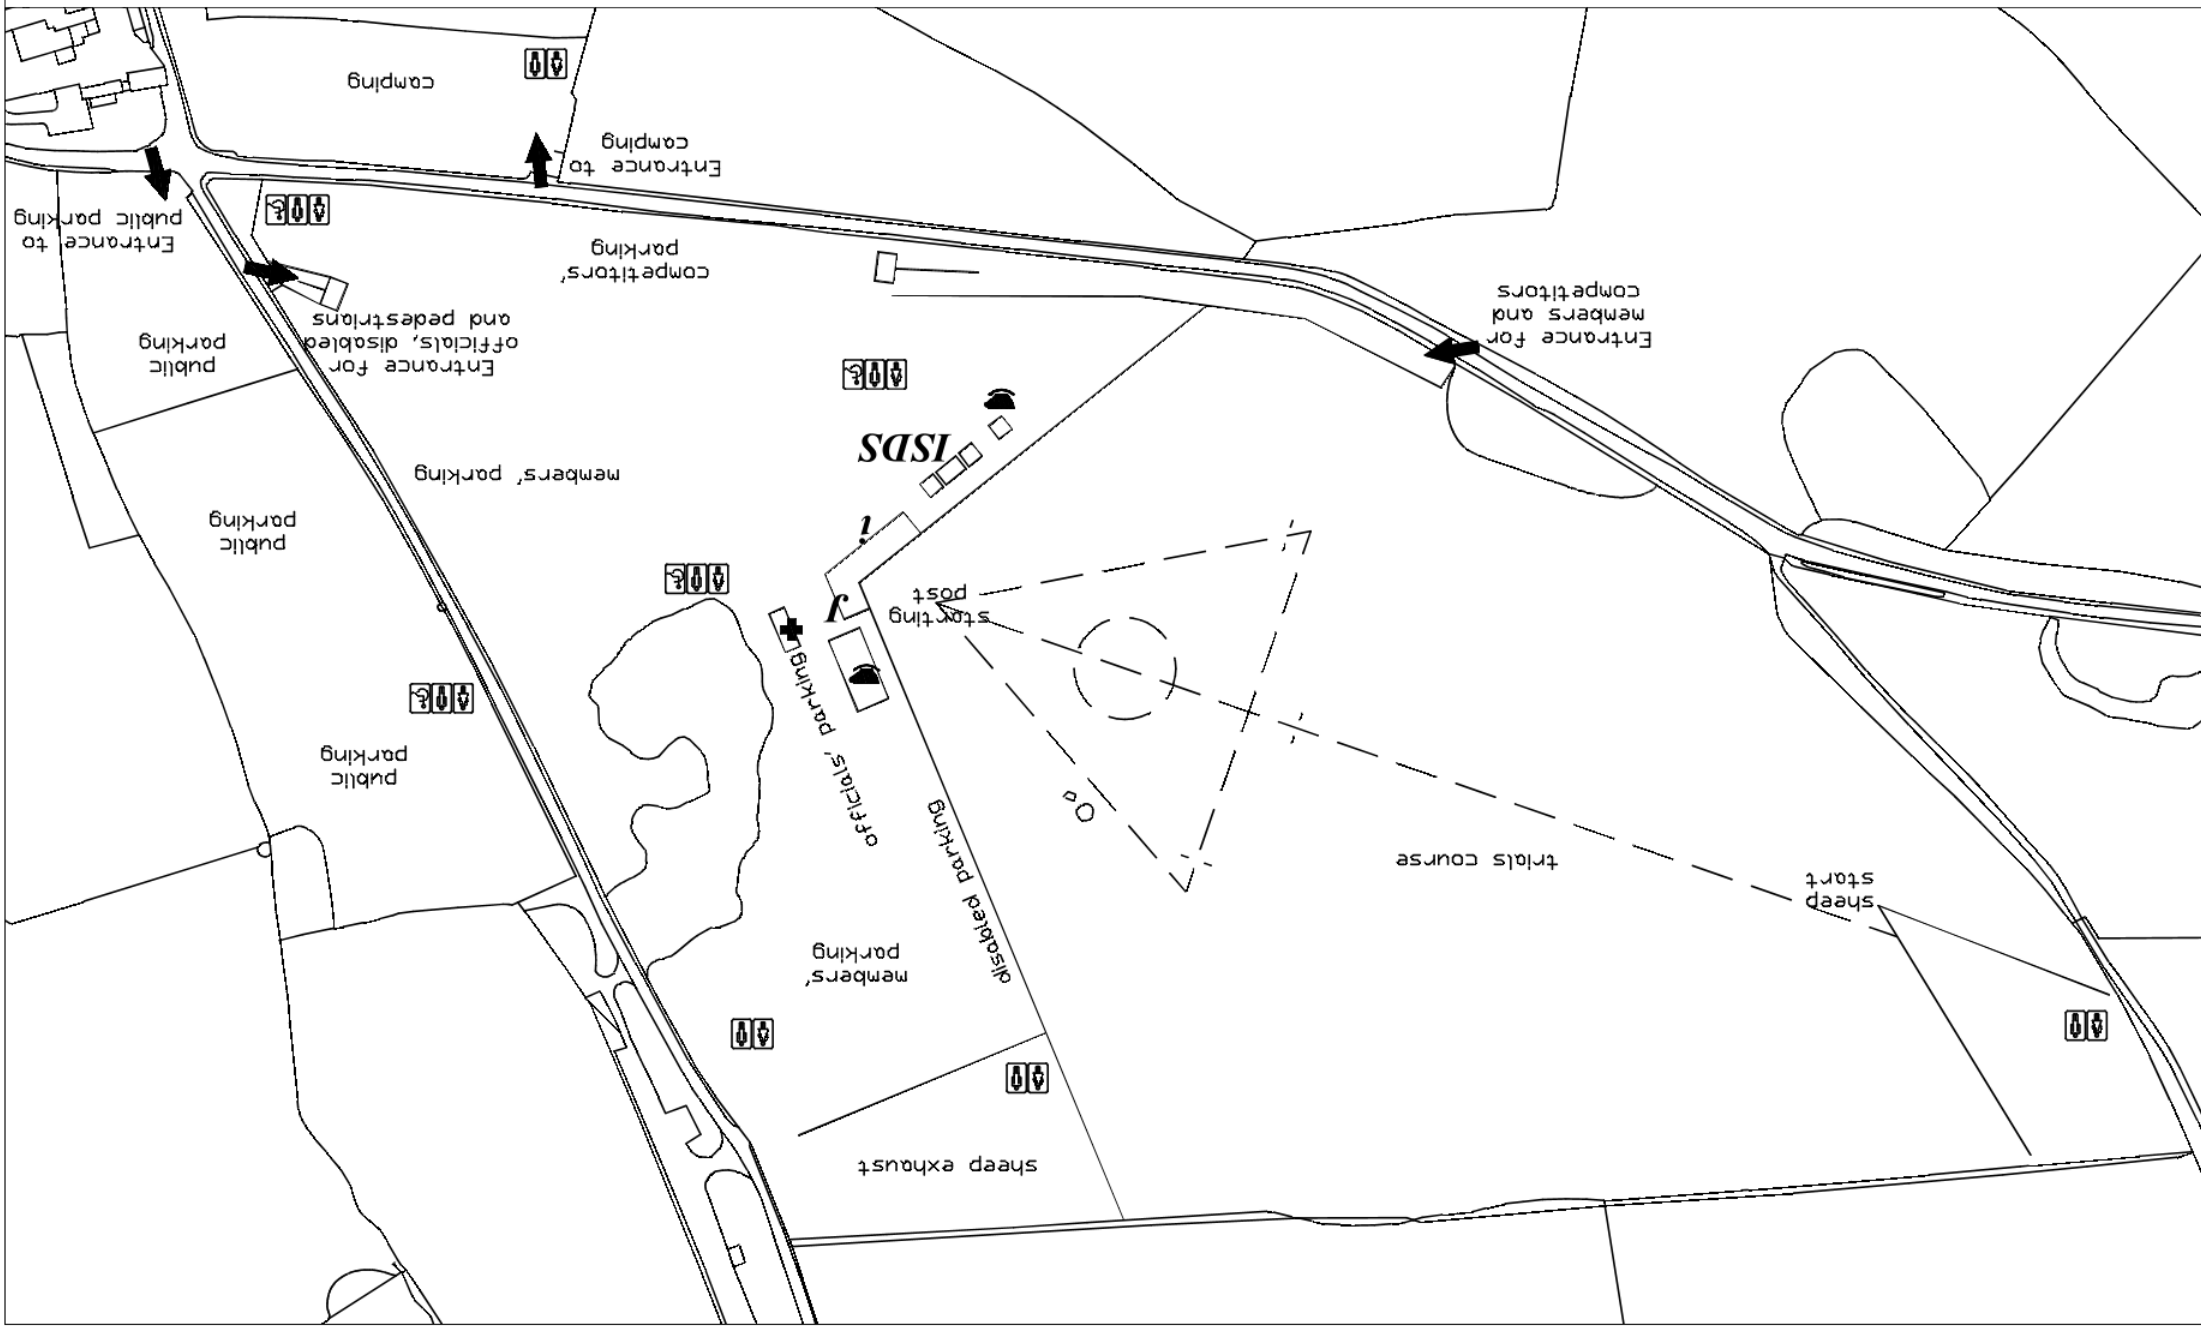 sheep exhaust
members'
parking
sheep
start
trials course
disabled parking
officials' parking
public
parking
starting
post
J
i
public
parking
members' parking
ISDS
Entrance for
officials, disabled
and pedestrians
public
parking
Entrance for
members and
competitors
competitors'
parking
Entrance to
public parking
Entrance to
camping
camping